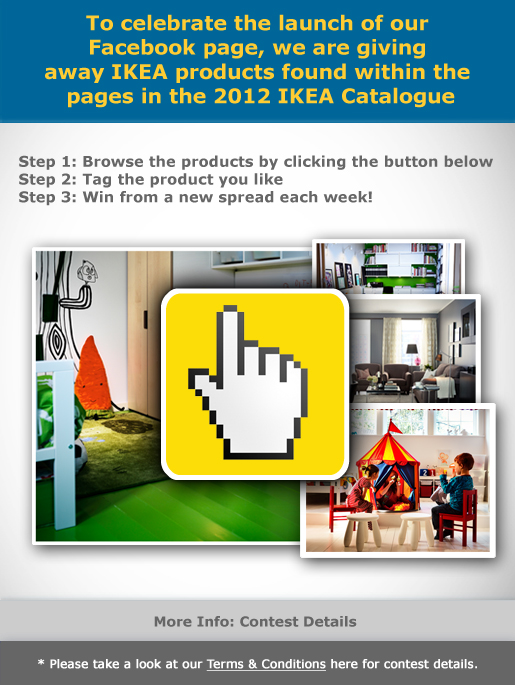 To celebrate the launch of our
Facebook page, we are giving
away IKEA products found within the
pages in the 2012 IKEA Catalogue
Step 1: Browse the products by clicking the button below
Step 2: Tag the product you like
Step 3: Win from a new spread each week!
More Info: Contest Details
* Please take a look at our Terms & Conditions here for contest details.